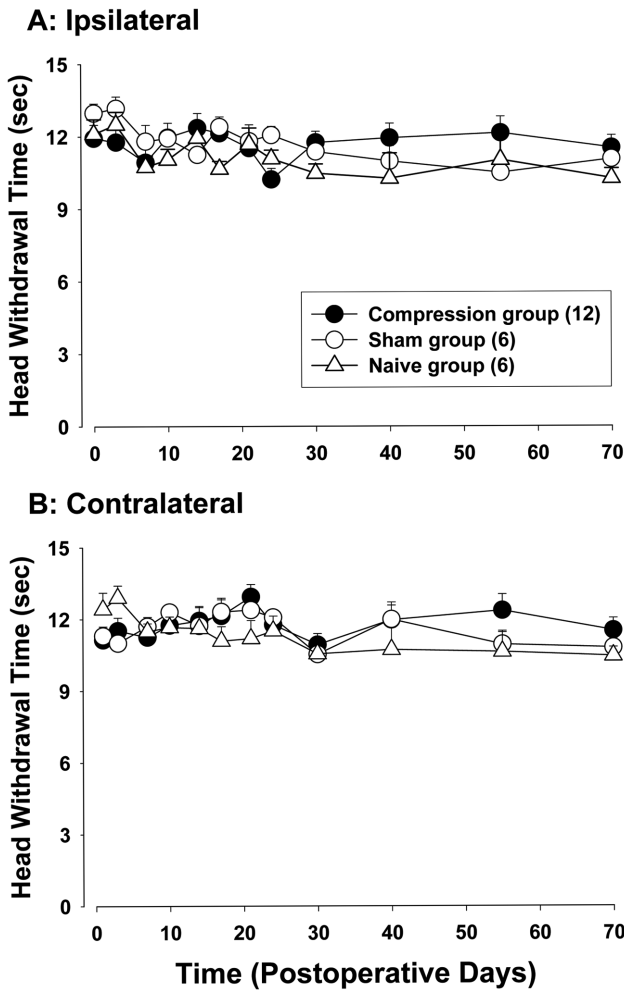 A: Ipsilateral
15
12
9
6
3
0
Head Withdrawal Time (sec)
Compression group (12)
Sham group (6)
Naive group (6)
0 10 20 30 40 50 60 70
B: Contralateral
15
12
9
6
3
0
Head Withdrawal Time (sec)
0 10 20 30 40 50 60 70
Time (Postoperative Days)